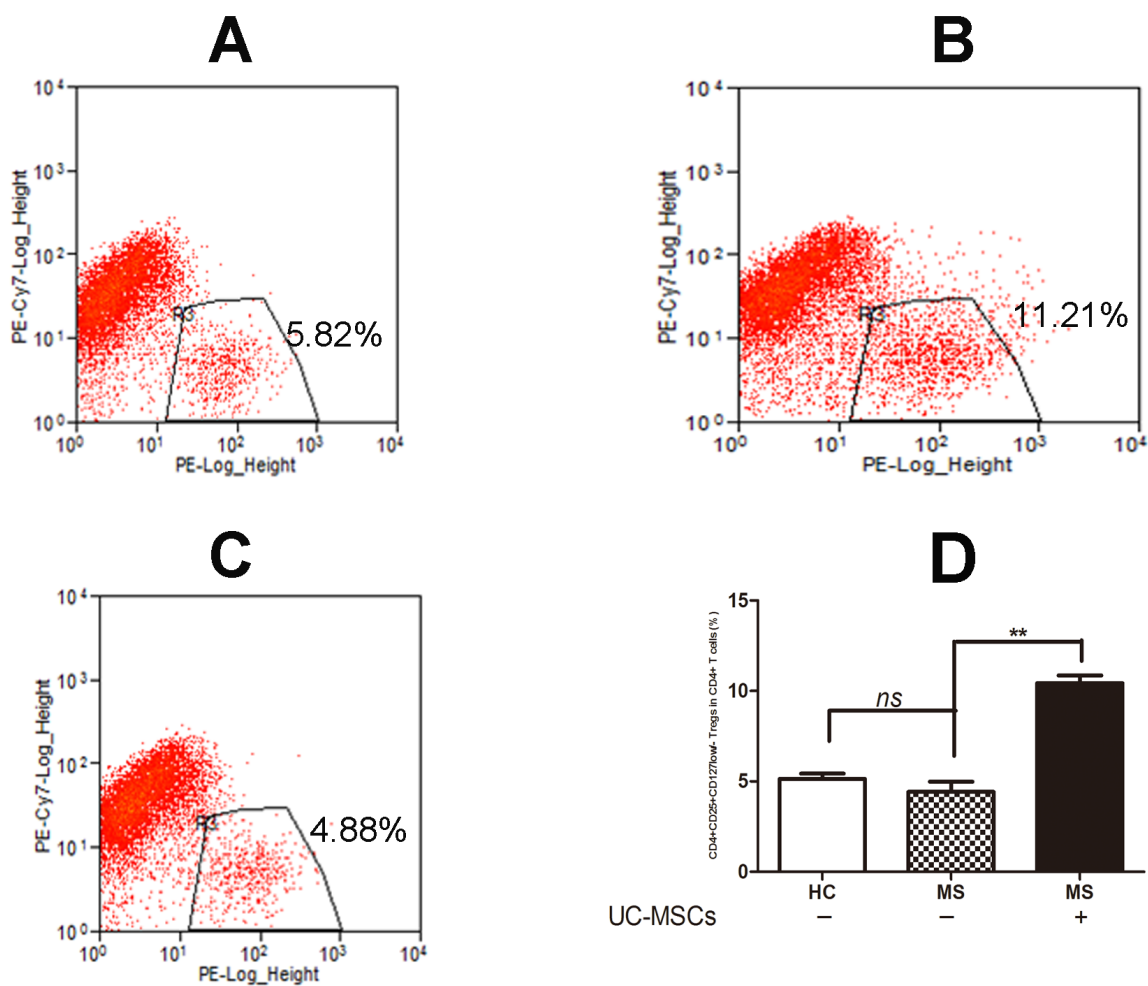 A
10⁴
10³
10²
10¹
10⁰
PE-Cy7-Log_Height
R3
5.82%
10⁰ 10¹ 10² 10³ 10⁴
PE-Log_Height
B
10⁴
10³
10²
10¹
10⁰
PE-Cy7-Log_Height
R3
11.21%
10⁰ 10¹ 10² 10³ 10⁴
PE-Log_Height
C
10⁴
10³
10²
10¹
10⁰
PE-Cy7-Log_Height
R3
4.88%
10⁰ 10¹ 10² 10³ 10⁴
PE-Log_Height
D
CD4+CD25+CD127low/- Tregs in CD4+ T cells (%)
15
10
5
0
ns
**
HC MS MS
UC-MSCs − − +